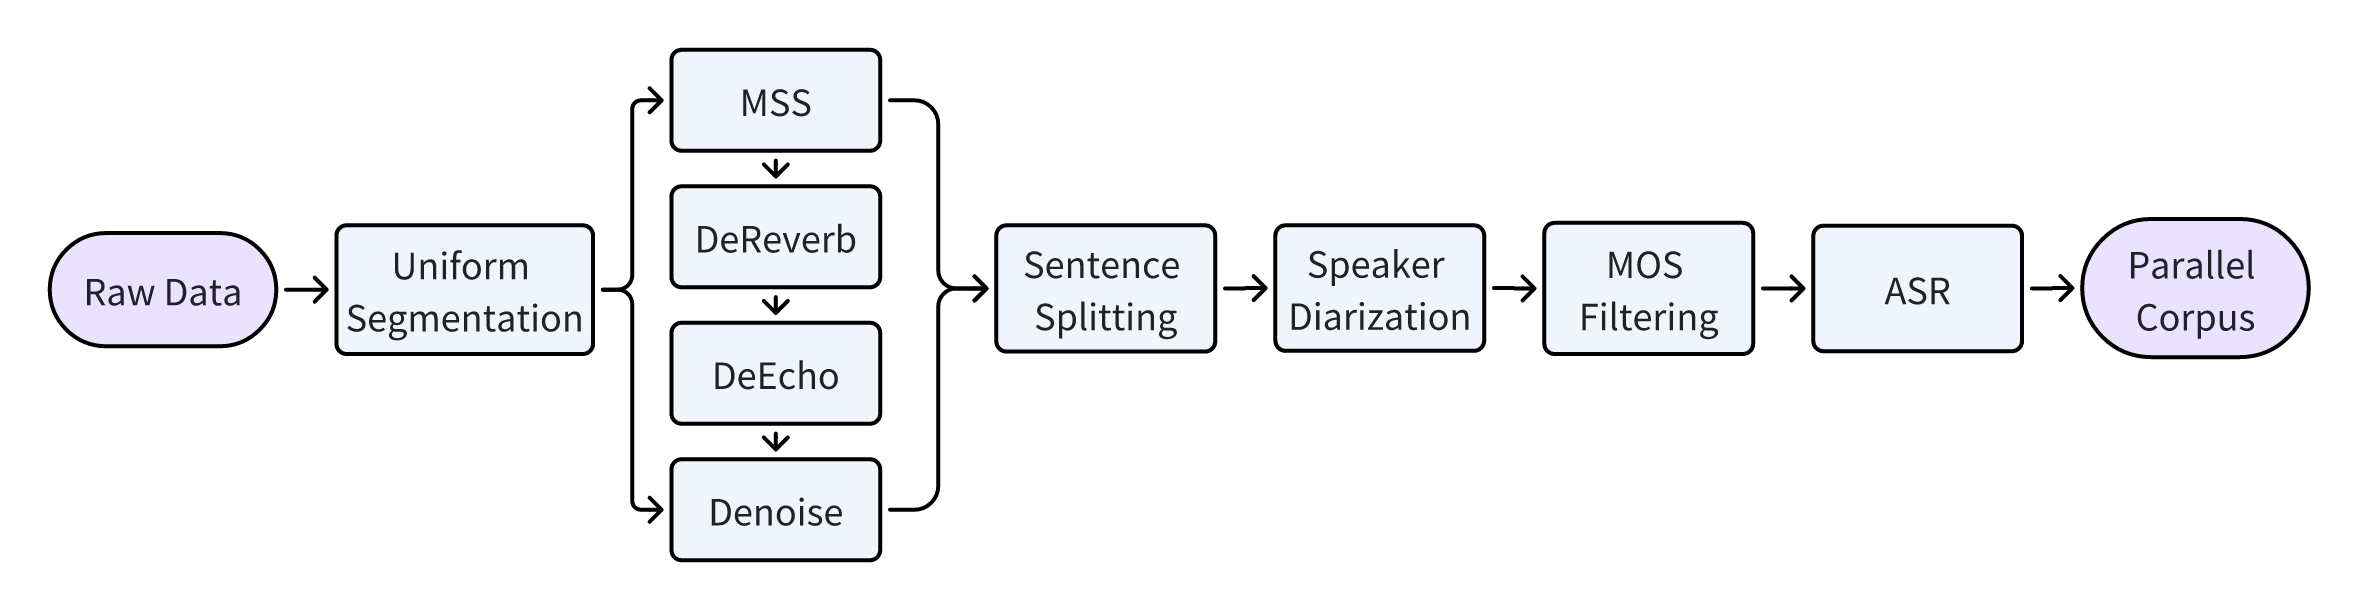 Raw Data
Uniform
Segmentation
MSS
DeReverb
DeEcho
Denoise
Sentence
Splitting
Speaker
Diarization
MOS
Filtering
ASR
Parallel
Corpus